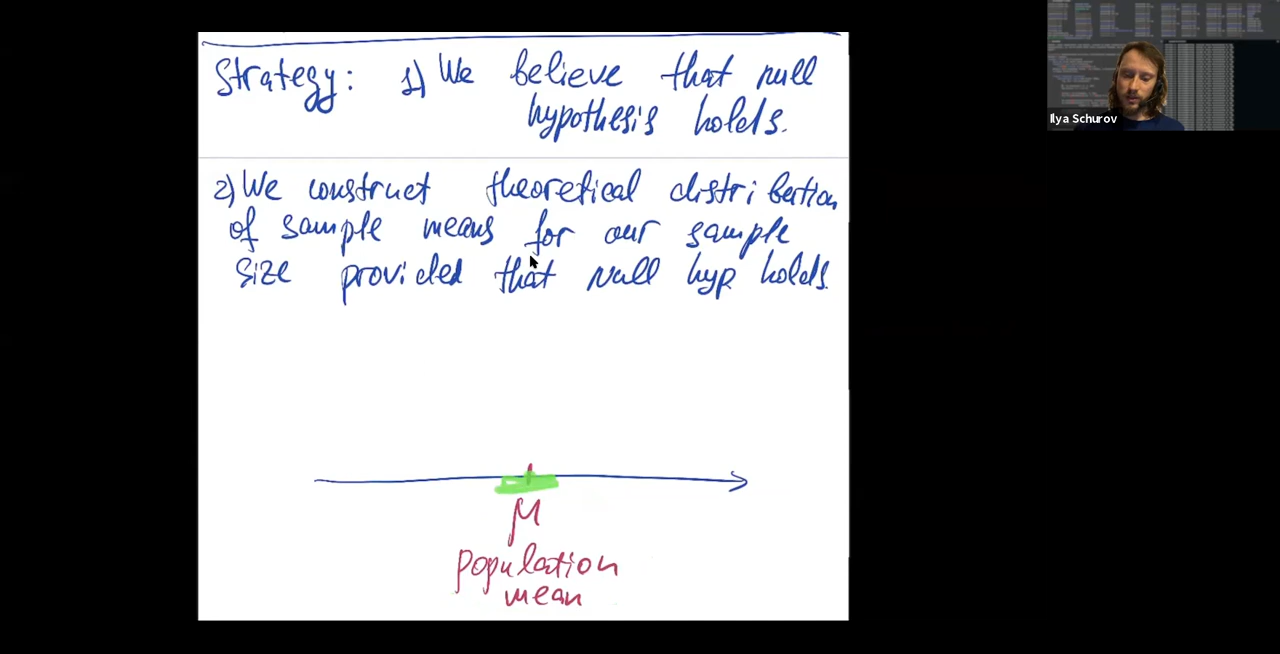 Strategy: 1) We believe that null
hypothesis holds.
2) We construct theoretical distribution
of sample means for our sample
size provided that null hyp holds.
μ
population
mean
Ilya Schurov